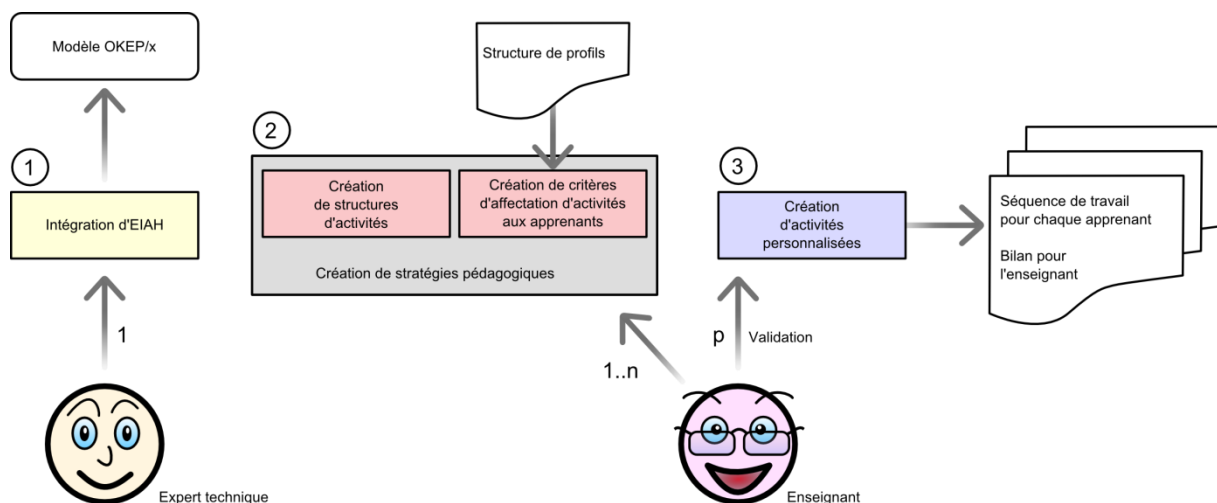 Modèle OKEP/x
1
Intégration d'EIAH
1
Expert technique
Structure de profils
2
Création
de structures
d'activités
Création de critères
d'affectation d'activités
aux apprenants
Création de stratégies pédagogiques
1..n
3
Création
d'activités
personnalisées
p
Validation
Enseignant
Séquence de travail
pour chaque apprenant
Bilan pour
l'enseignant